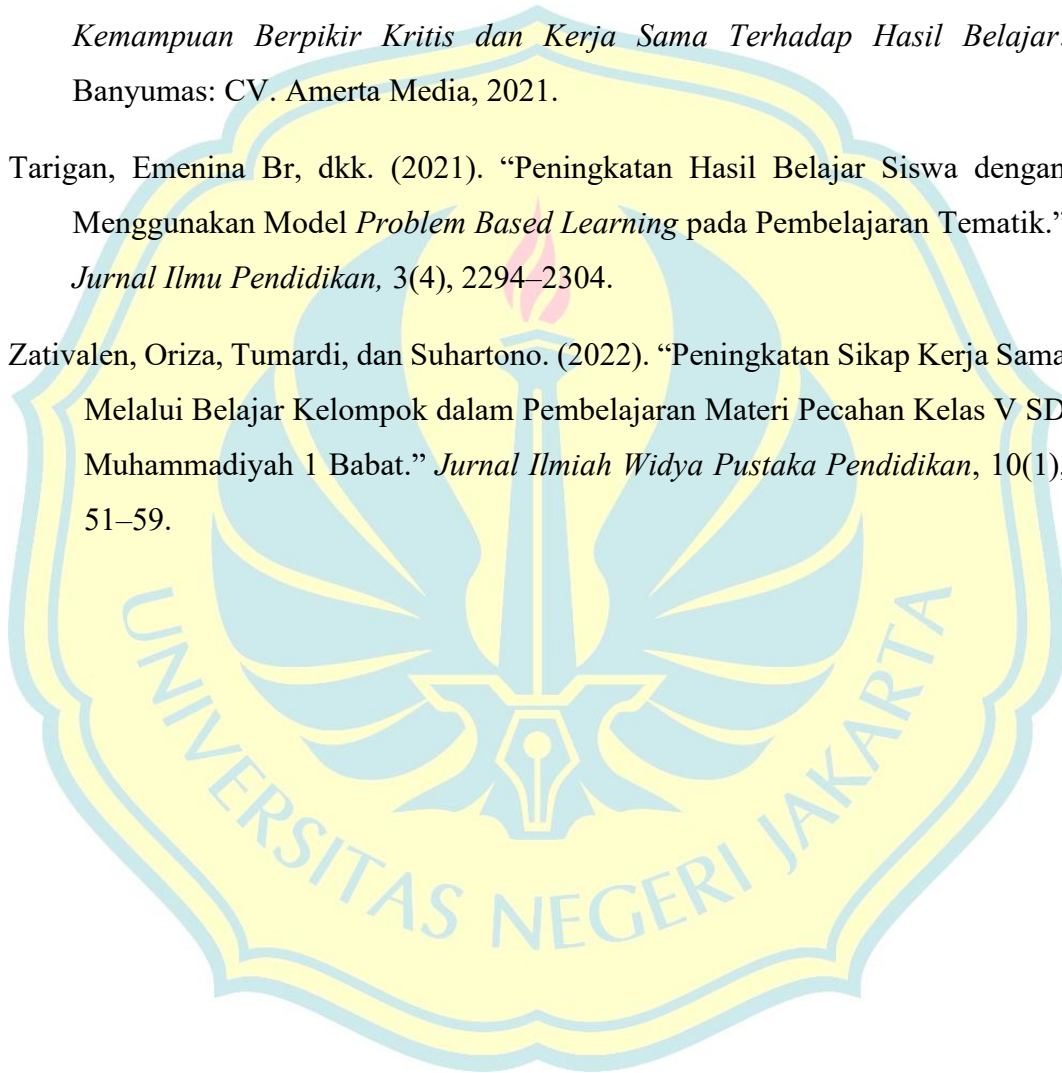 Kemampuan Berpikir Kritis dan Kerja Sama Terhadap Hasil Belajar.
Banyumas: CV. Amerta Media, 2021.
Tarigan, Emenina Br, dkk. (2021). “Peningkatan Hasil Belajar Siswa dengan
Menggunakan Model Problem Based Learning pada Pembelajaran Tematik.”
Jurnal Ilmu Pendidikan, 3(4), 2294–2304.
Zativalen, Oriza, Tumardi, dan Suhartono. (2022). “Peningkatan Sikap Kerja Sama
Melalui Belajar Kelompok dalam Pembelajaran Materi Pecahan Kelas V SD
Muhammadiyah 1 Babat.” Jurnal Ilmiah Widya Pustaka Pendidikan, 10(1),
51–59.
UNIVERSITAS NEGERI JAKARTA